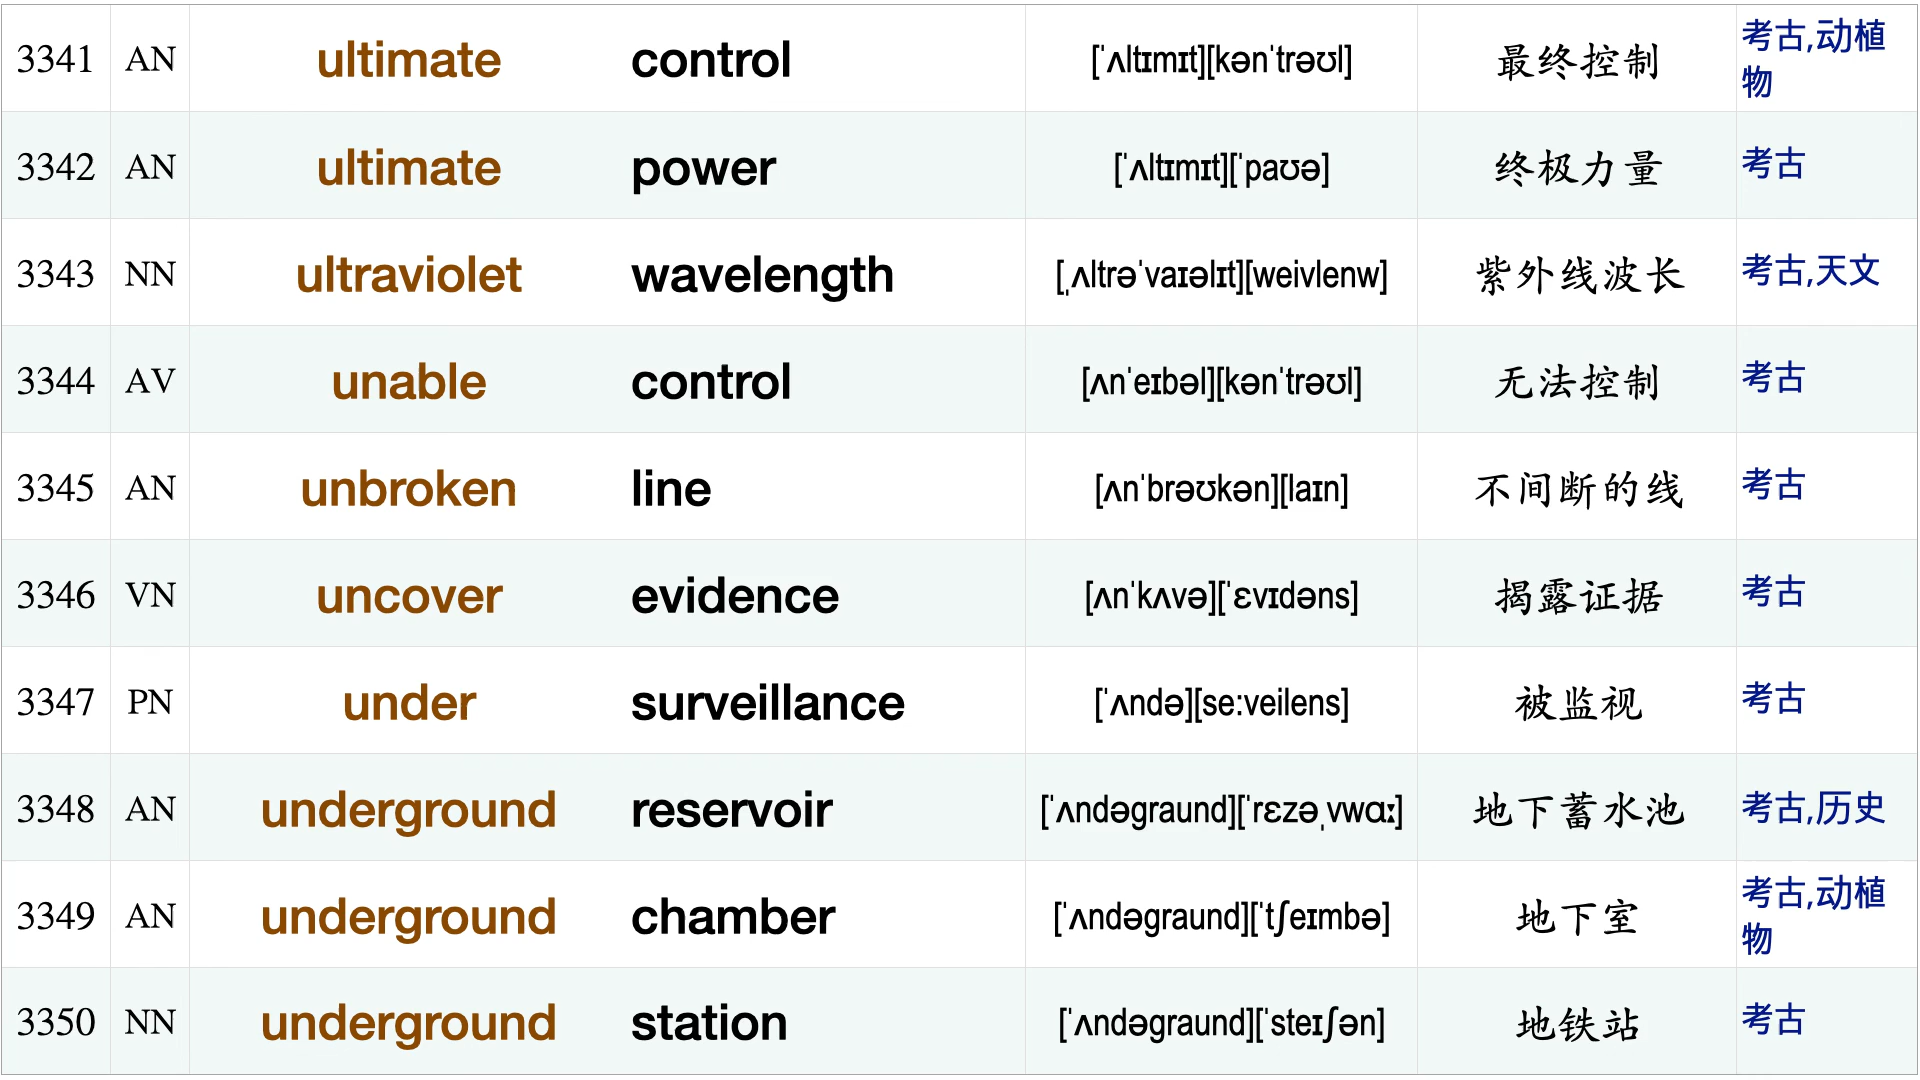 3341 AN ultimate control [ˈʌltɪmɪt][kənˈtrəʊl] 最终控制 考古,动植
物
3342 AN ultimate power [ˈʌltɪmɪt][ˈpaʊə] 终极力量 考古
3343 NN ultraviolet wavelength [ˌʌltrəˈvaɪəlɪt][weivlenw] 紫外线波长 考古,天文
3344 AV unable control [ʌnˈeɪbəl][kənˈtrəʊl] 无法控制 考古
3345 AN unbroken line [ʌnˈbrəʊkən][laɪn] 不间断的线 考古
3346 VN uncover evidence [ʌnˈkʌvə][ˈɛvɪdəns] 揭露证据 考古
3347 PN under surveillance [ˈʌndə][se:veilens] 被监视 考古
3348 AN underground reservoir [ˈʌndəgraund][ˈrɛzəˌvwɑː] 地下蓄水池 考古,历史
3349 AN underground chamber [ˈʌndəgraund][ˈtʃeɪmbə] 地下室 考古,动植
物
3350 NN underground station [ˈʌndəgraund][ˈsteɪʃən] 地铁站 考古